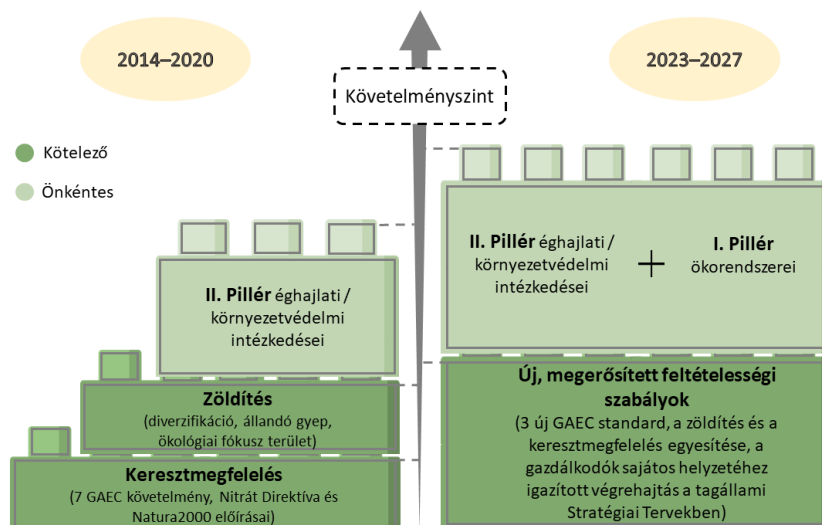 2014–2020
2023–2027
Követelményszint
Kötelező
Önkéntes
II. Pillér éghajlati /
környezetvédelmi
intézkedései
Zöldítés
(diverzifikáció, állandó gyep,
ökológiai fókusz terület)
Keresztmegfelelés
(7 GAEC követelmény, Nitrát Direktíva és
Natura2000 előírásai)
II. Pillér éghajlati /
környezetvédelmi
intézkedései
+
I. Pillér
ökorendszerei
Új, megerősített feltételességi
szabályok
(3 új GAEC standard, a zöldítés és a
keresztmegfelelés egyesítése, a
gazdálkodók sajátos helyzetéhez
igazított végrehajtás a tagállami
Stratégiai Tervekben)